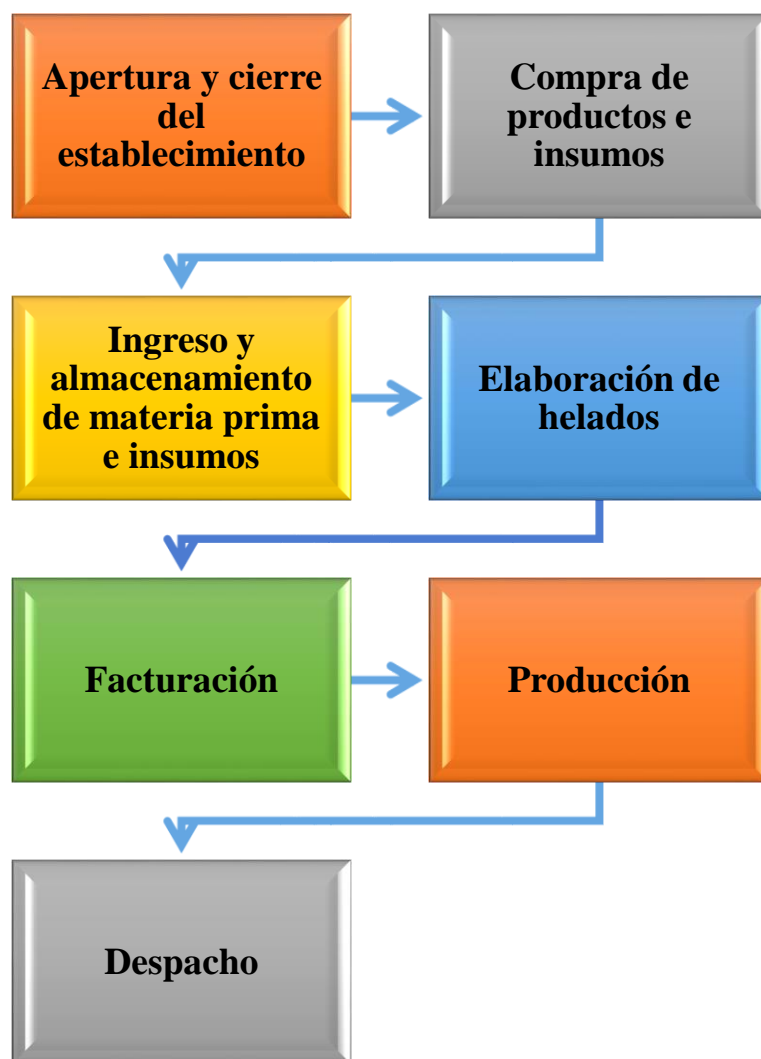 Apertura y cierre
del
establecimiento
Compra de
productos e
insumos
Ingreso y
almacenamiento
de materia prima
e insumos
Elaboración de
helados
Facturación
Producción
Despacho